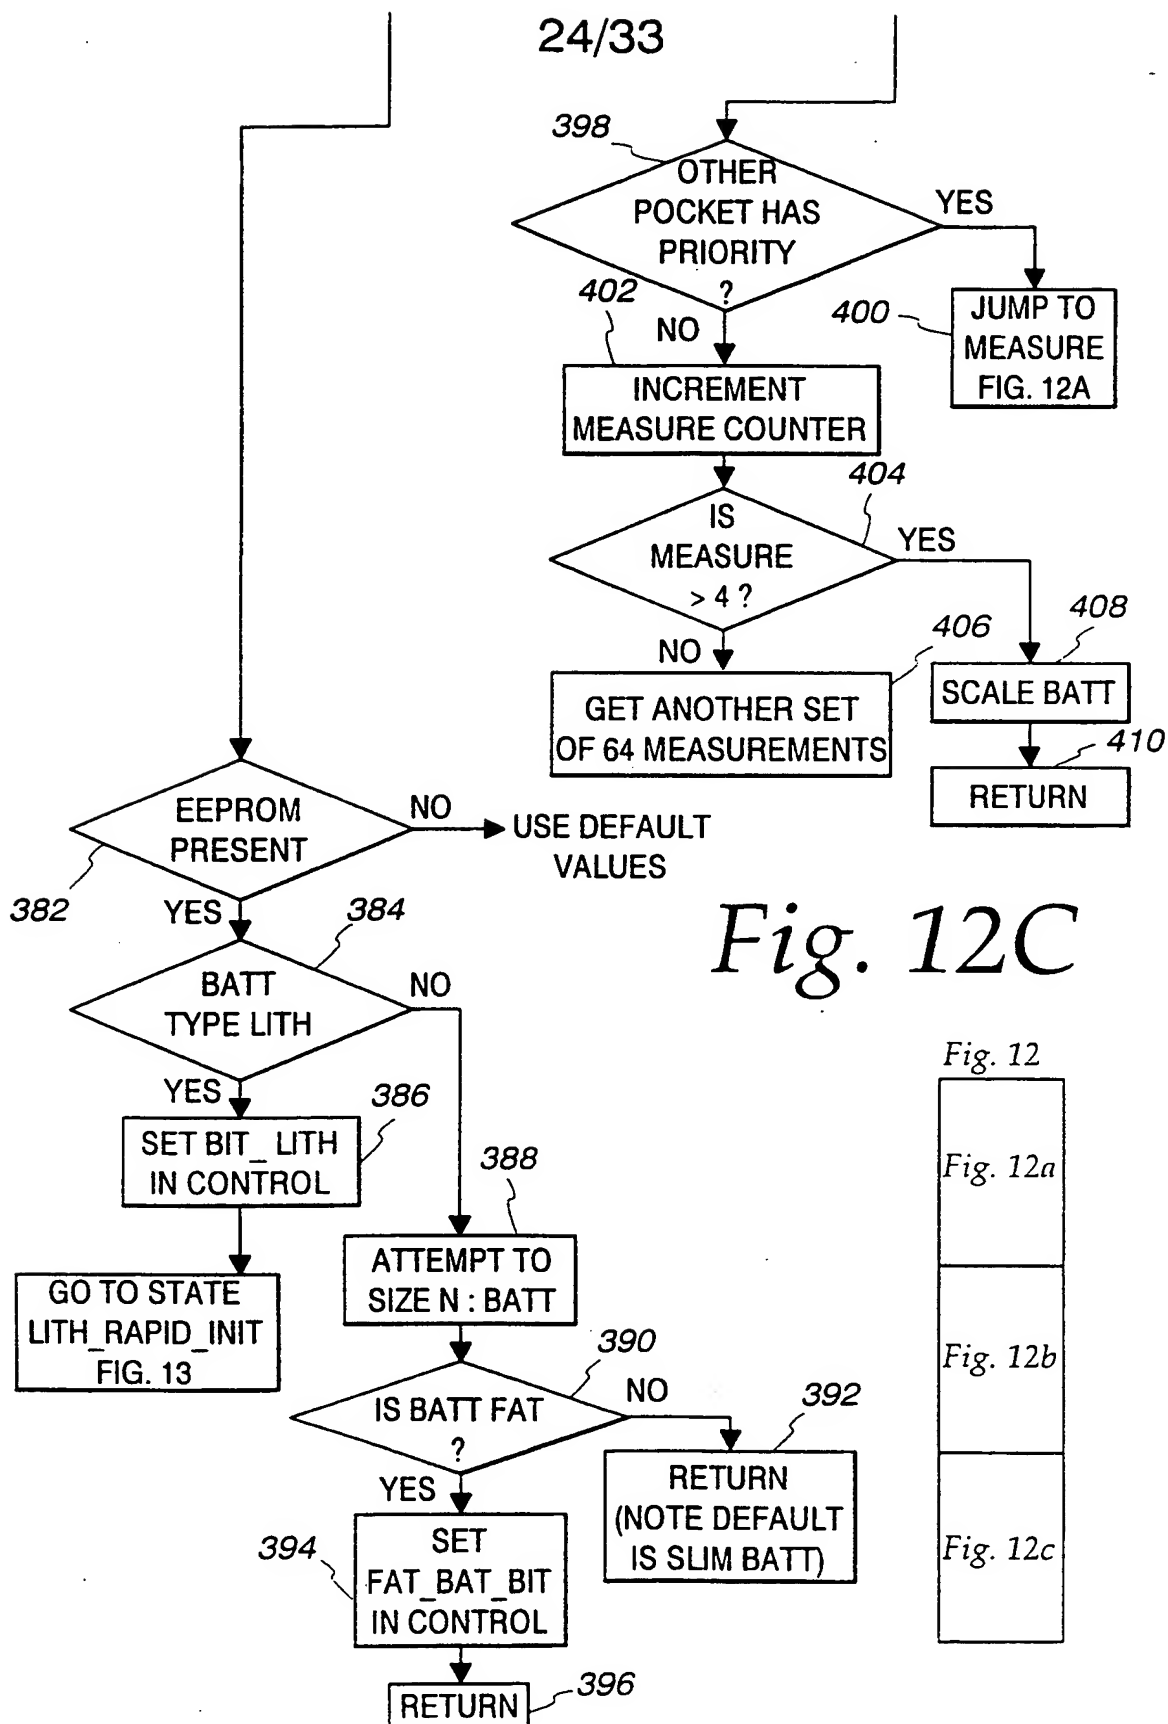 24/33
398
OTHER
POCKET HAS
PRIORITY
?
YES
400
JUMP TO
MEASURE
FIG. 12A
402
NO
INCREMENT
MEASURE COUNTER
404
IS
MEASURE
> 4 ?
YES
NO
406
GET ANOTHER SET
OF 64 MEASUREMENTS
408
SCALE BATT
410
RETURN
EEPROM
PRESENT
NO
USE DEFAULT
VALUES
382
YES
384
BATT
TYPE LITH
NO
YES
386
SET BIT_ LITH
IN CONTROL
GO TO STATE
LITH_RAPID_INIT
FIG. 13
388
ATTEMPT TO
SIZE N : BATT
390
IS BATT FAT
?
NO
392
RETURN
(NOTE DEFAULT
IS SLIM BATT)
YES
394
SET
FAT_BAT_BIT
IN CONTROL
396
RETURN
Fig. 12C
Fig. 12
Fig. 12a
Fig. 12b
Fig. 12c